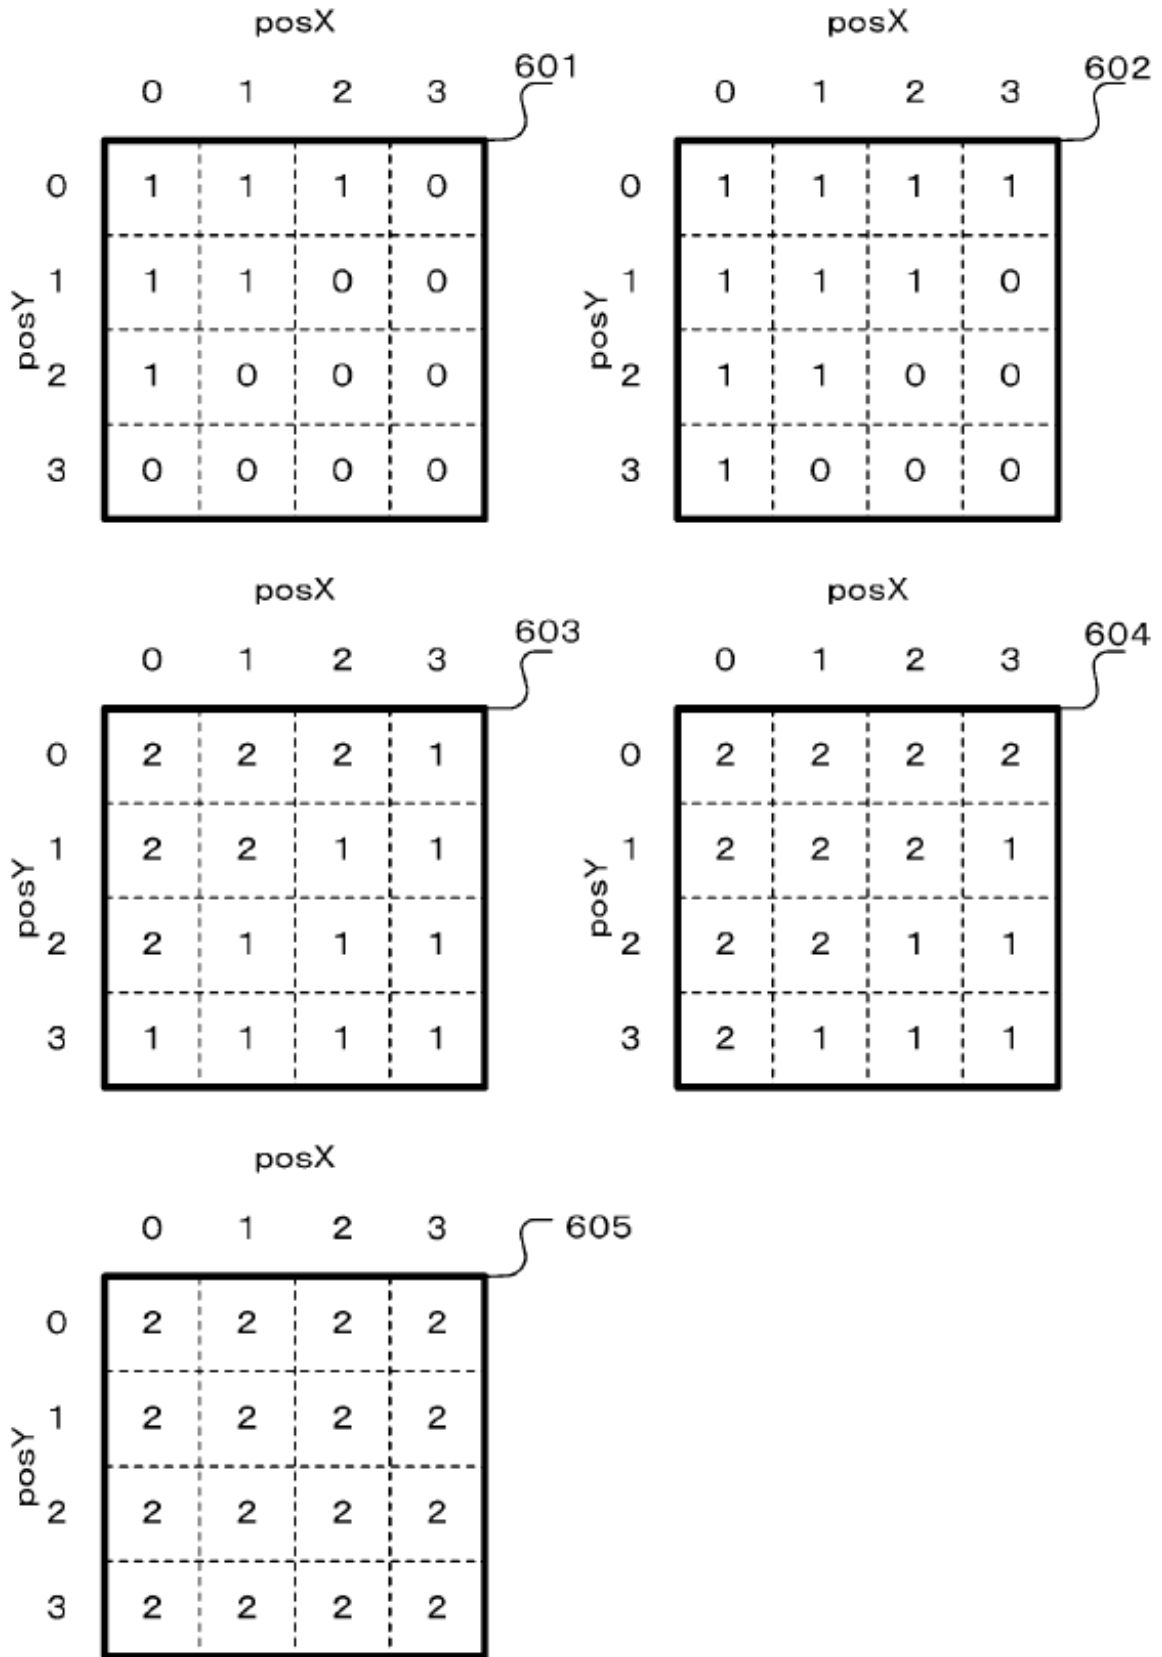 posX
0 1 2 3 601
posY
0 1 1 1 0
1 1 1 0 0
2 1 0 0 0
3 0 0 0 0
posX
0 1 2 3 602
posY
0 1 1 1 1
1 1 1 1 0
2 1 1 0 0
3 1 0 0 0
posX
0 1 2 3 603
posY
0 2 2 2 1
1 2 2 1 1
2 2 1 1 1
3 1 1 1 1
posX
0 1 2 3 604
posY
0 2 2 2 2
1 2 2 2 1
2 2 2 1 1
3 2 1 1 1
posX
0 1 2 3 605
posY
0 2 2 2 2
1 2 2 2 2
2 2 2 2 2
3 2 2 2 2